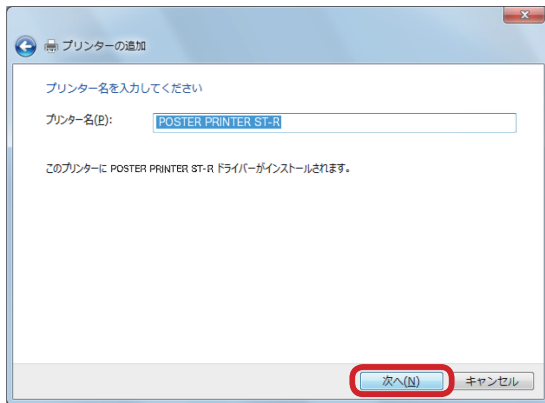 プリンターの追加
プリンター名を入力してください
プリンター名(P): POSTER PRINTER ST-R
このプリンターに POSTER PRINTER ST-R ドライバーがインストールされます。
次へ(N) キャンセル